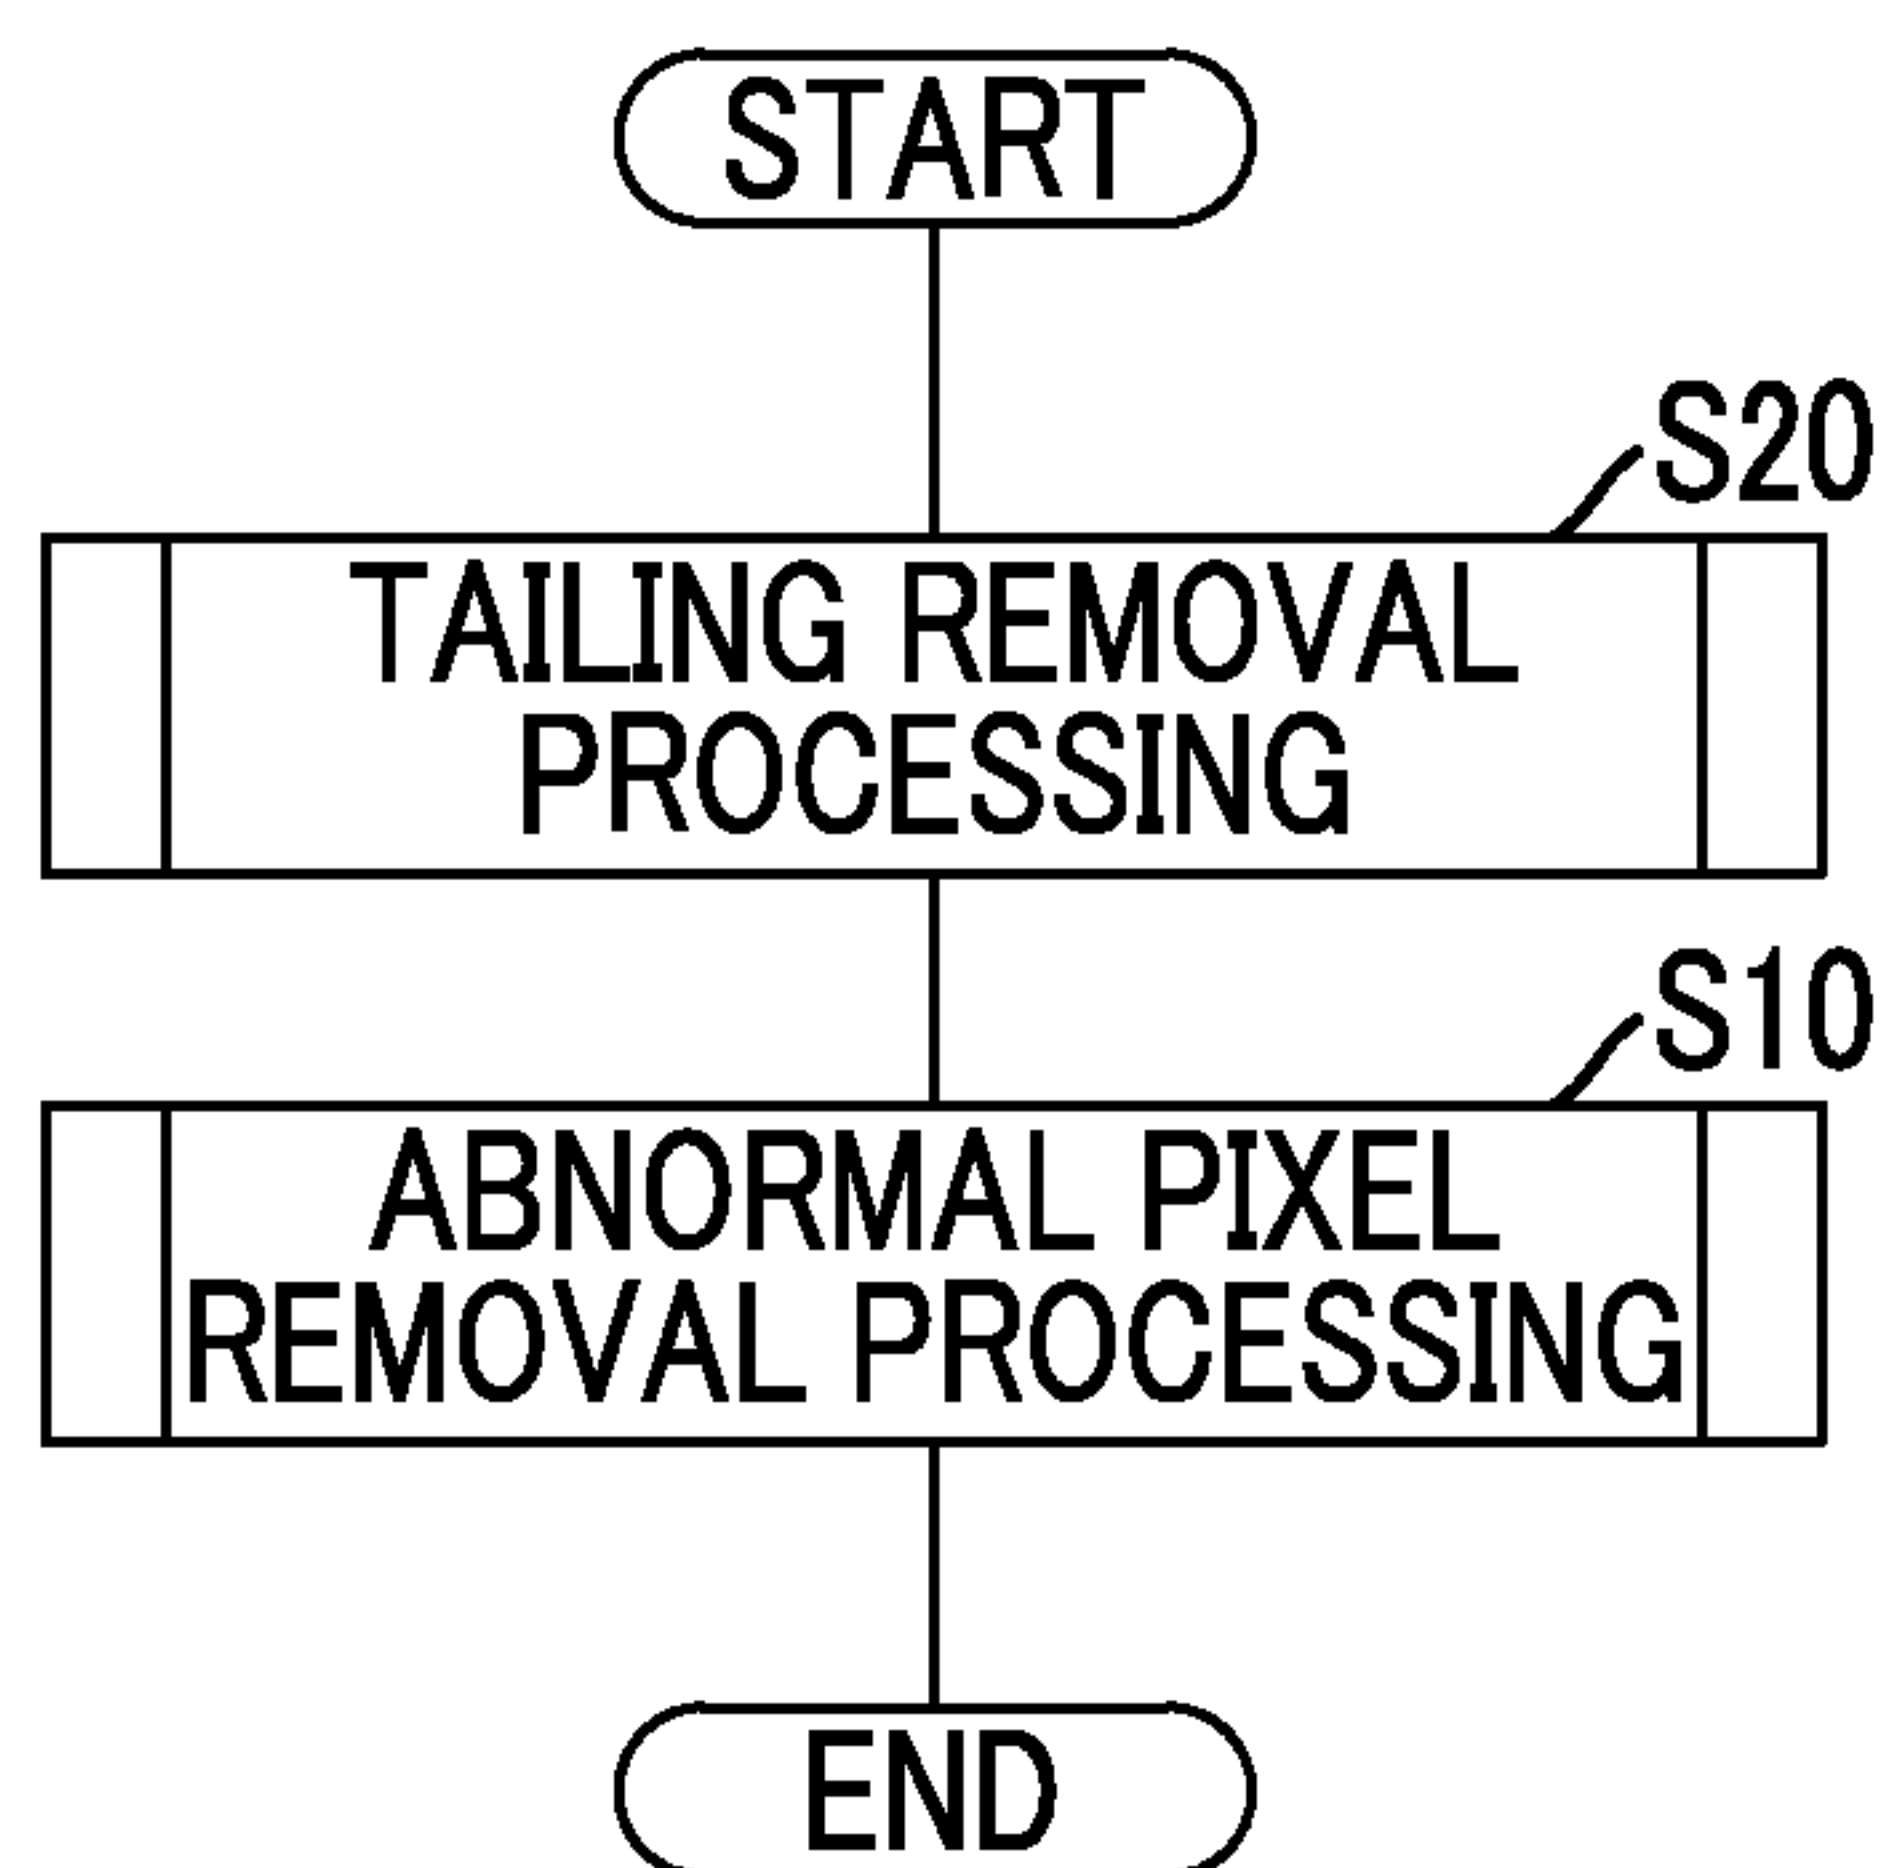 START
S20
TAILING REMOVAL
PROCESSING
S10
ABNORMAL PIXEL
REMOVAL PROCESSING
END